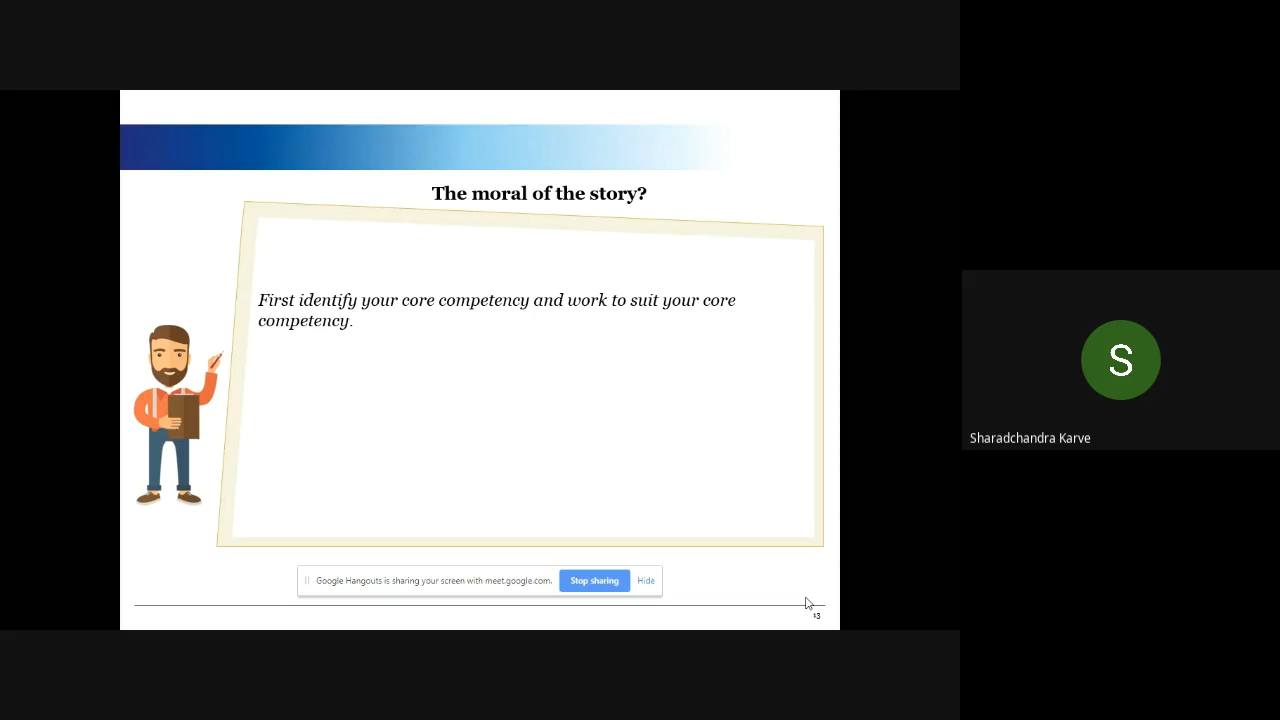 The moral of the story?
First identify your core competency and work to suit your core
competency.
Google Hangouts is sharing your screen with meet.google.com.
Stop sharing
Hide
13
S
Sharadchandra Karve